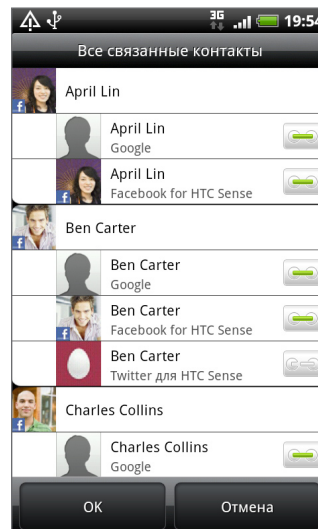 3G 19:54
Все связанные контакты
April Lin
April Lin
Google
April Lin
Facebook for HTC Sense
Ben Carter
Ben Carter
Google
Ben Carter
Facebook for HTC Sense
Ben Carter
Twitter для HTC Sense
Charles Collins
Charles Collins
Google
OK
Отмена